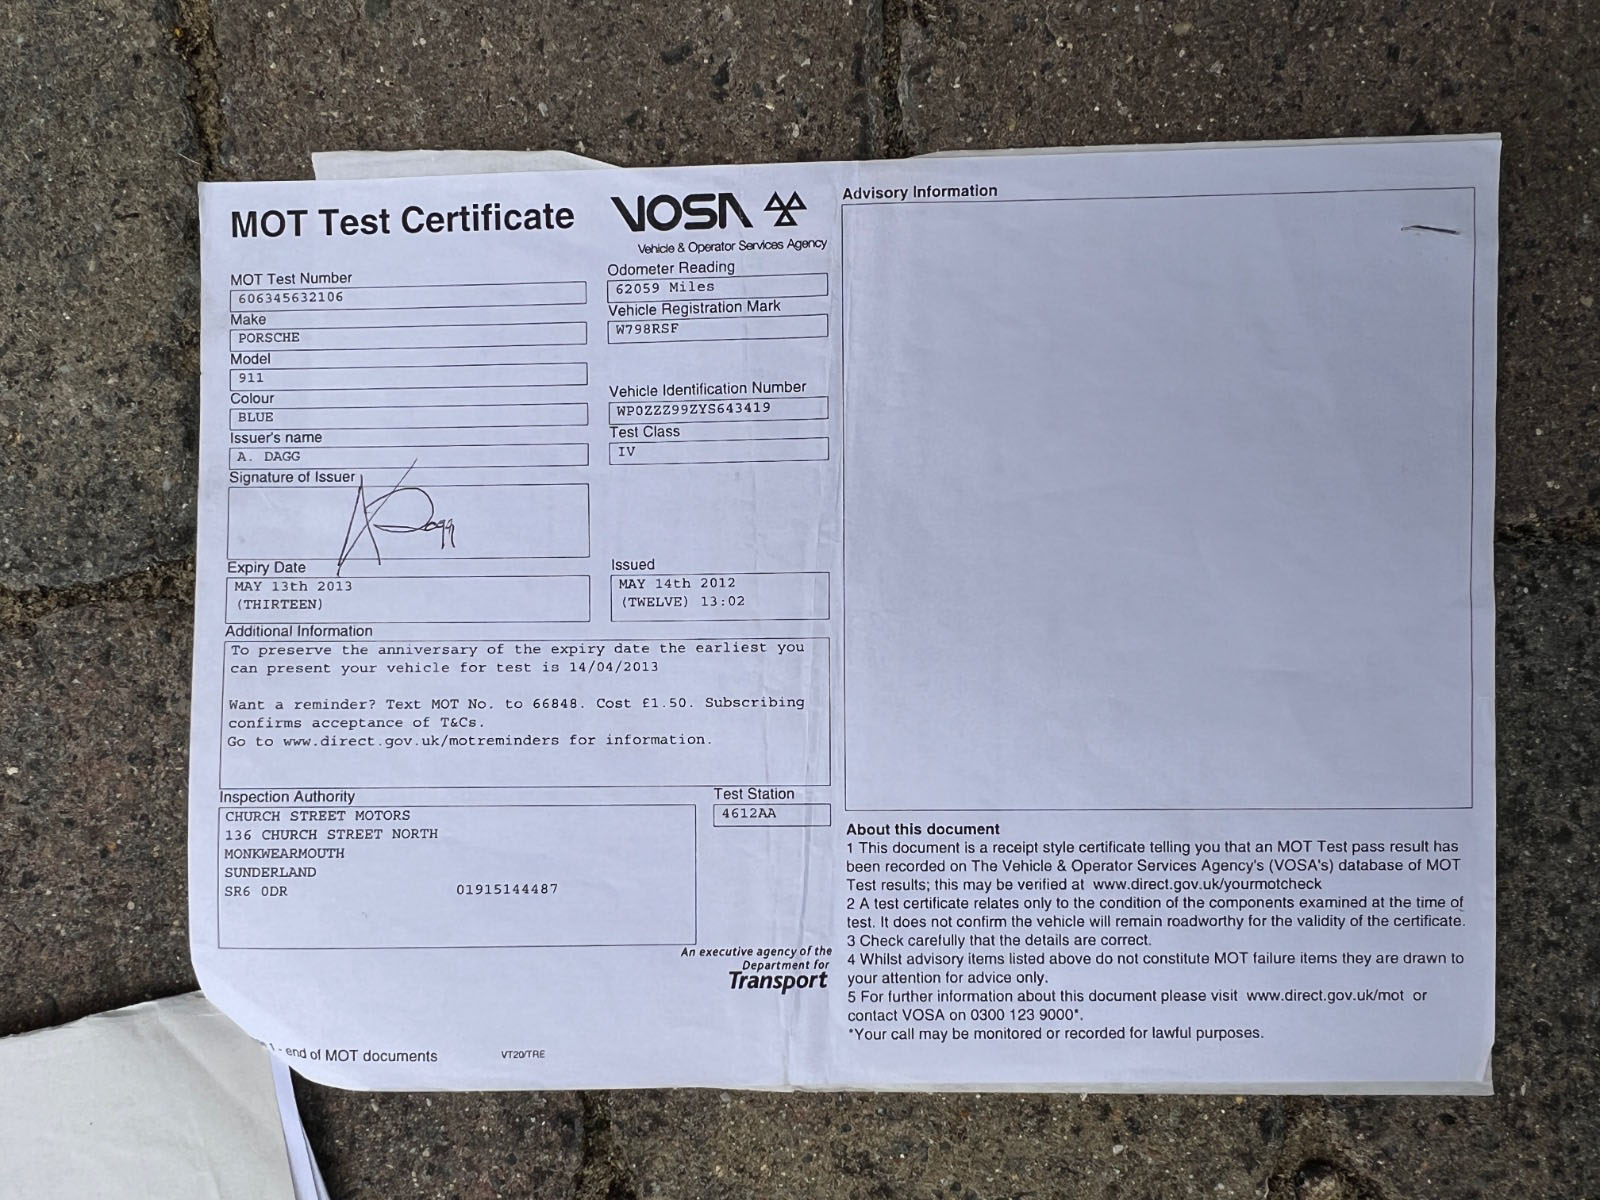 MOT Test Certificate
VOSA
Vehicle & Operator Services Agency
MOT Test Number
606345632106
Make
PORSCHE
Model
911
Colour
BLUE
Issuer's name
A. DAGG
Signature of Issuer
A Dagg
Odometer Reading
62059 Miles
Vehicle Registration Mark
W798RSF
Vehicle Identification Number
WP0ZZZ99ZYS643419
Test Class
IV
Expiry Date
MAY 13th 2013
(THIRTEEN)
Issued
MAY 14th 2012
(TWELVE) 13:02
Additional Information
To preserve the anniversary of the expiry date the earliest you
can present your vehicle for test is 14/04/2013
Want a reminder? Text MOT No. to 66848. Cost £1.50. Subscribing
confirms acceptance of T&Cs.
Go to www.direct.gov.uk/motreminders for information.
Inspection Authority
CHURCH STREET MOTORS
136 CHURCH STREET NORTH
MONKWEARMOUTH
SUNDERLAND
SR6 0DR 01915144487
Test Station
4612AA
An executive agency of the
Department for
Transport
- end of MOT documents
VT20/TRE
Advisory Information
About this document
1 This document is a receipt style certificate telling you that an MOT Test pass result has
been recorded on The Vehicle & Operator Services Agency's (VOSA's) database of MOT
Test results; this may be verified at www.direct.gov.uk/yourmotcheck
2 A test certificate relates only to the condition of the components examined at the time of
test. It does not confirm the vehicle will remain roadworthy for the validity of the certificate.
3 Check carefully that the details are correct.
4 Whilst advisory items listed above do not constitute MOT failure items they are drawn to
your attention for advice only.
5 For further information about this document please visit www.direct.gov.uk/mot or
contact VOSA on 0300 123 9000*.
*Your call may be monitored or recorded for lawful purposes.